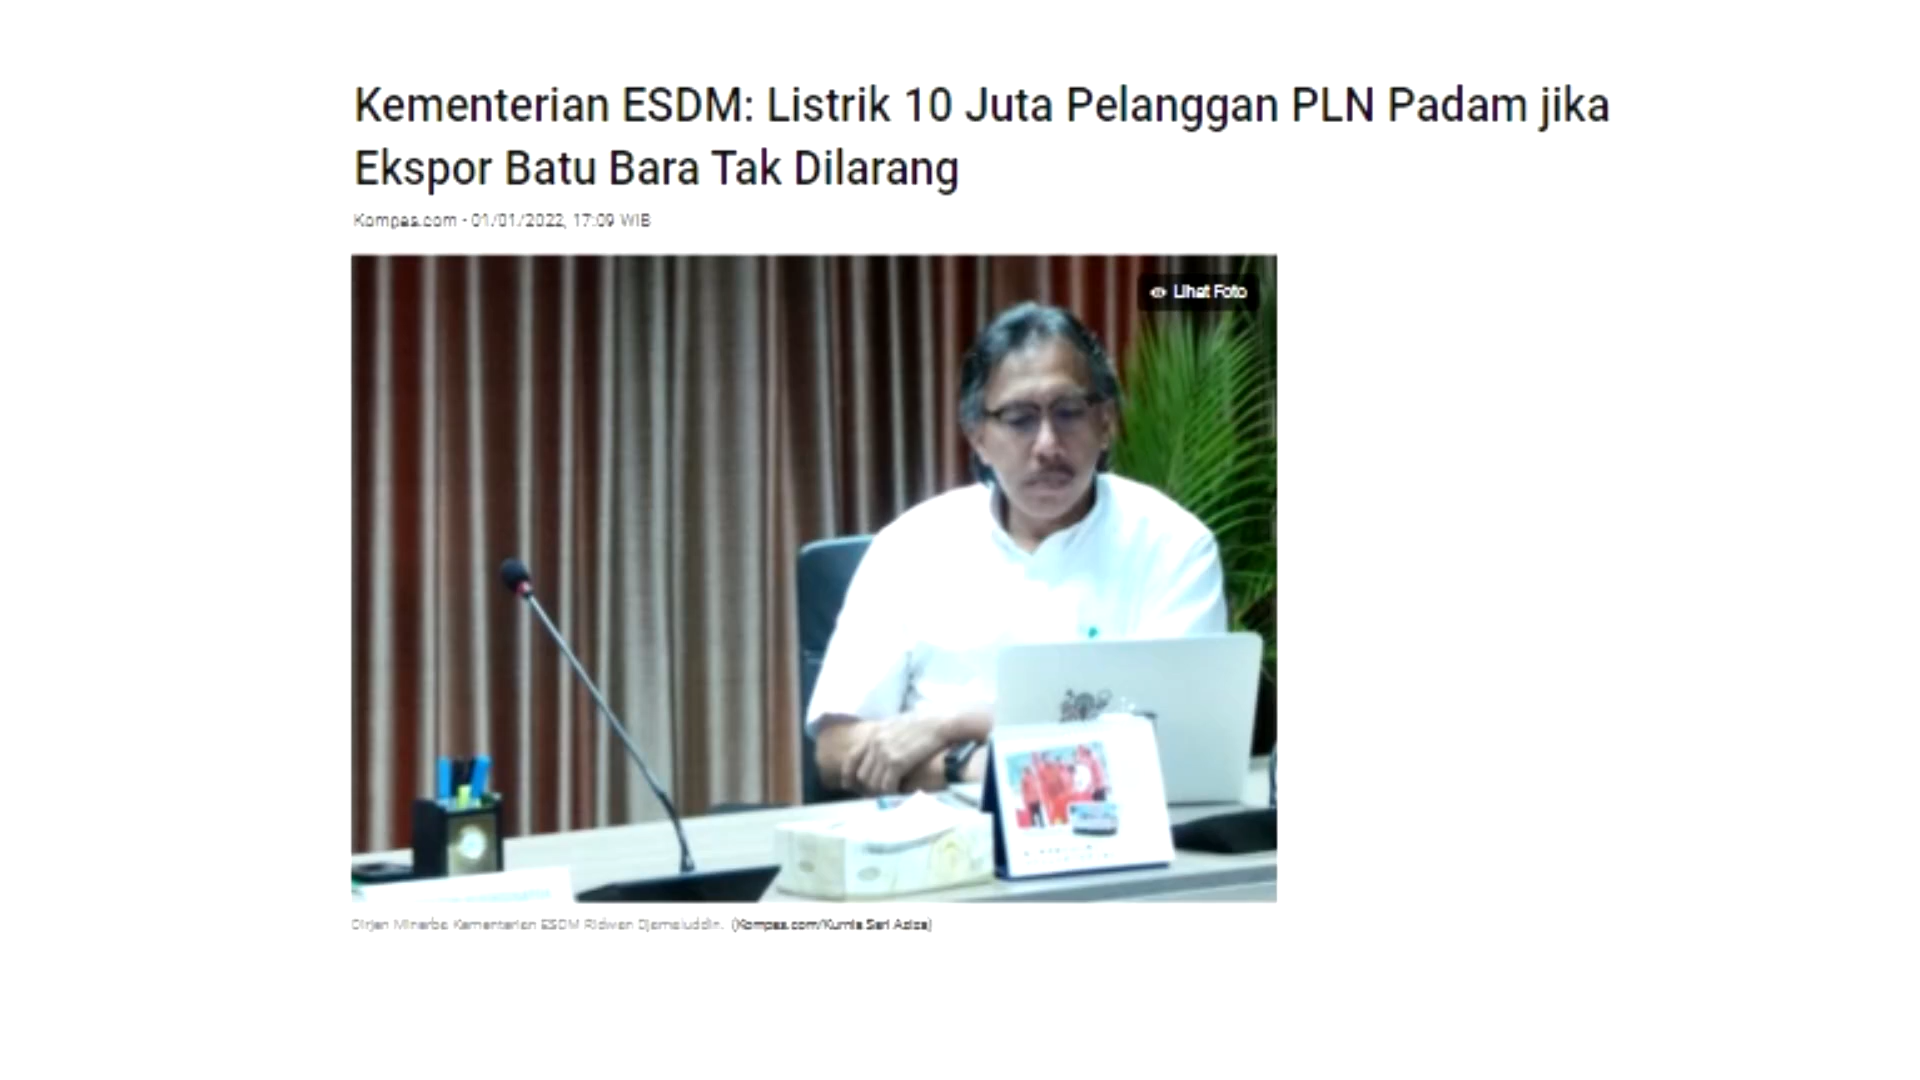 Kementerian ESDM: Listrik 10 Juta Pelanggan PLN Padam jika
Ekspor Batu Bara Tak Dilarang
Kompas.com - 01/01/2022, 17:09 WIB
Lihat Foto
Dirjen Minerba Kementerian ESDM Ridwan Djamaluddin. (Kompas.com/Kurnia Sari Aziza)